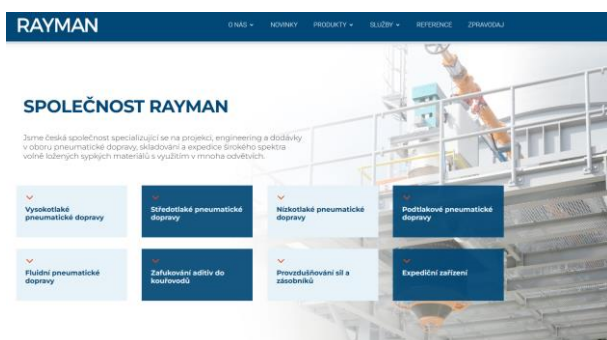 RAYMAN
O NÁS NOVINKY PRODUKTY SLUŽBY REFERENCE ZPRAVODAJ
SPOLEČNOST RAYMAN
Jsme česká společnost specializující se na projekci, engineering a dodávky
v oboru pneumatické dopravy, skladování a expedice širokého spektra
volně ložených sypkých materiálů s využitím v mnoha odvětvích.
Vysokotlaké
pneumatické dopravy
Středotlaké pneumatické
dopravy
Nízkotlaké pneumatické
dopravy
Podtlakové pneumatické
dopravy
Fluidní pneumatické
dopravy
Zafukování aditiv do
kouřovodů
Provzdušňování sil a
zásobníků
Expediční zařízení